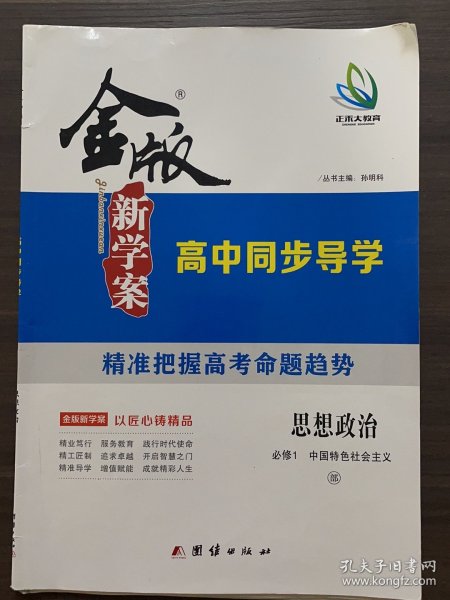 金版
®
新学案
Jinbanxinxuean
正禾大教育
ZHENGHE EDUCATION
/丛书主编：孙明科
高中同步导学
精准把握高考命题趋势
金版新学案 以匠心铸精品
精业笃行 服务教育 践行时代使命
精工匠制 追求卓越 开启智慧之门
精准导学 增值赋能 成就精彩人生
思想政治
必修1 中国特色社会主义
部
团结出版社
孔夫子旧书网
www.kongfz.com